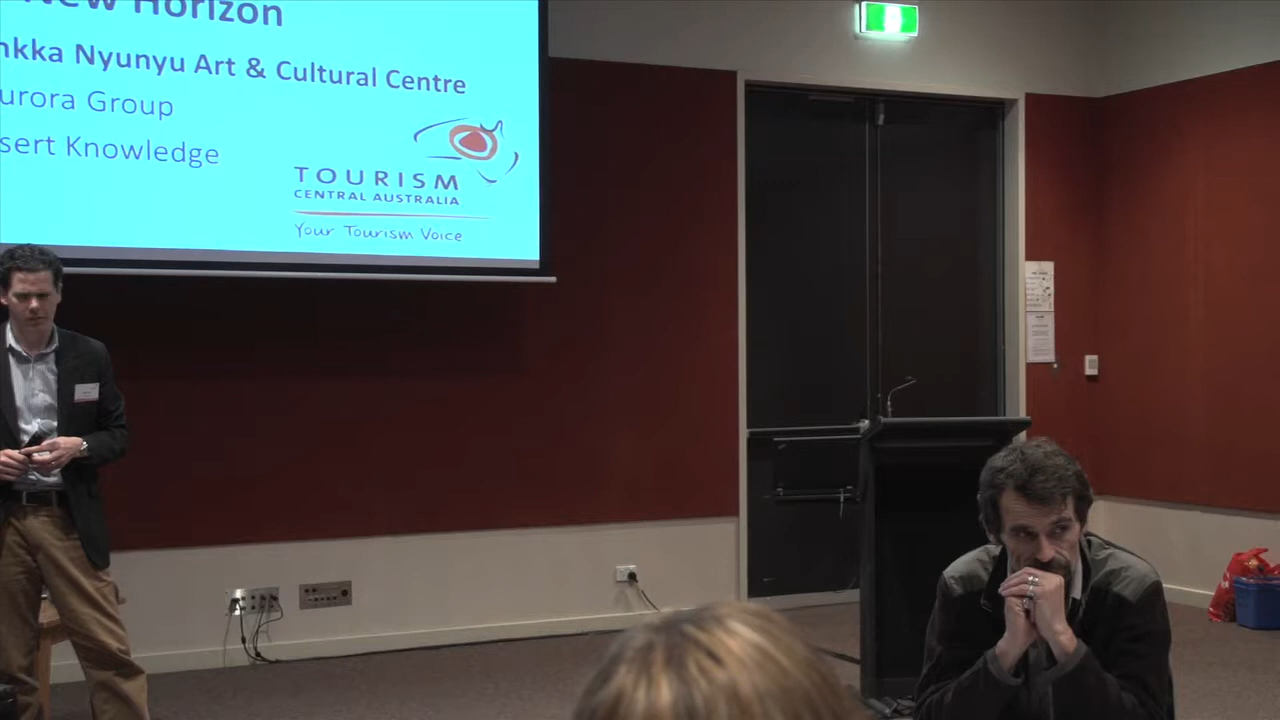 New Horizon
nkka Nyunyu Art & Cultural Centre
urora Group
sert Knowledge
TOURISM
CENTRAL AUSTRALIA
Your Tourism Voice